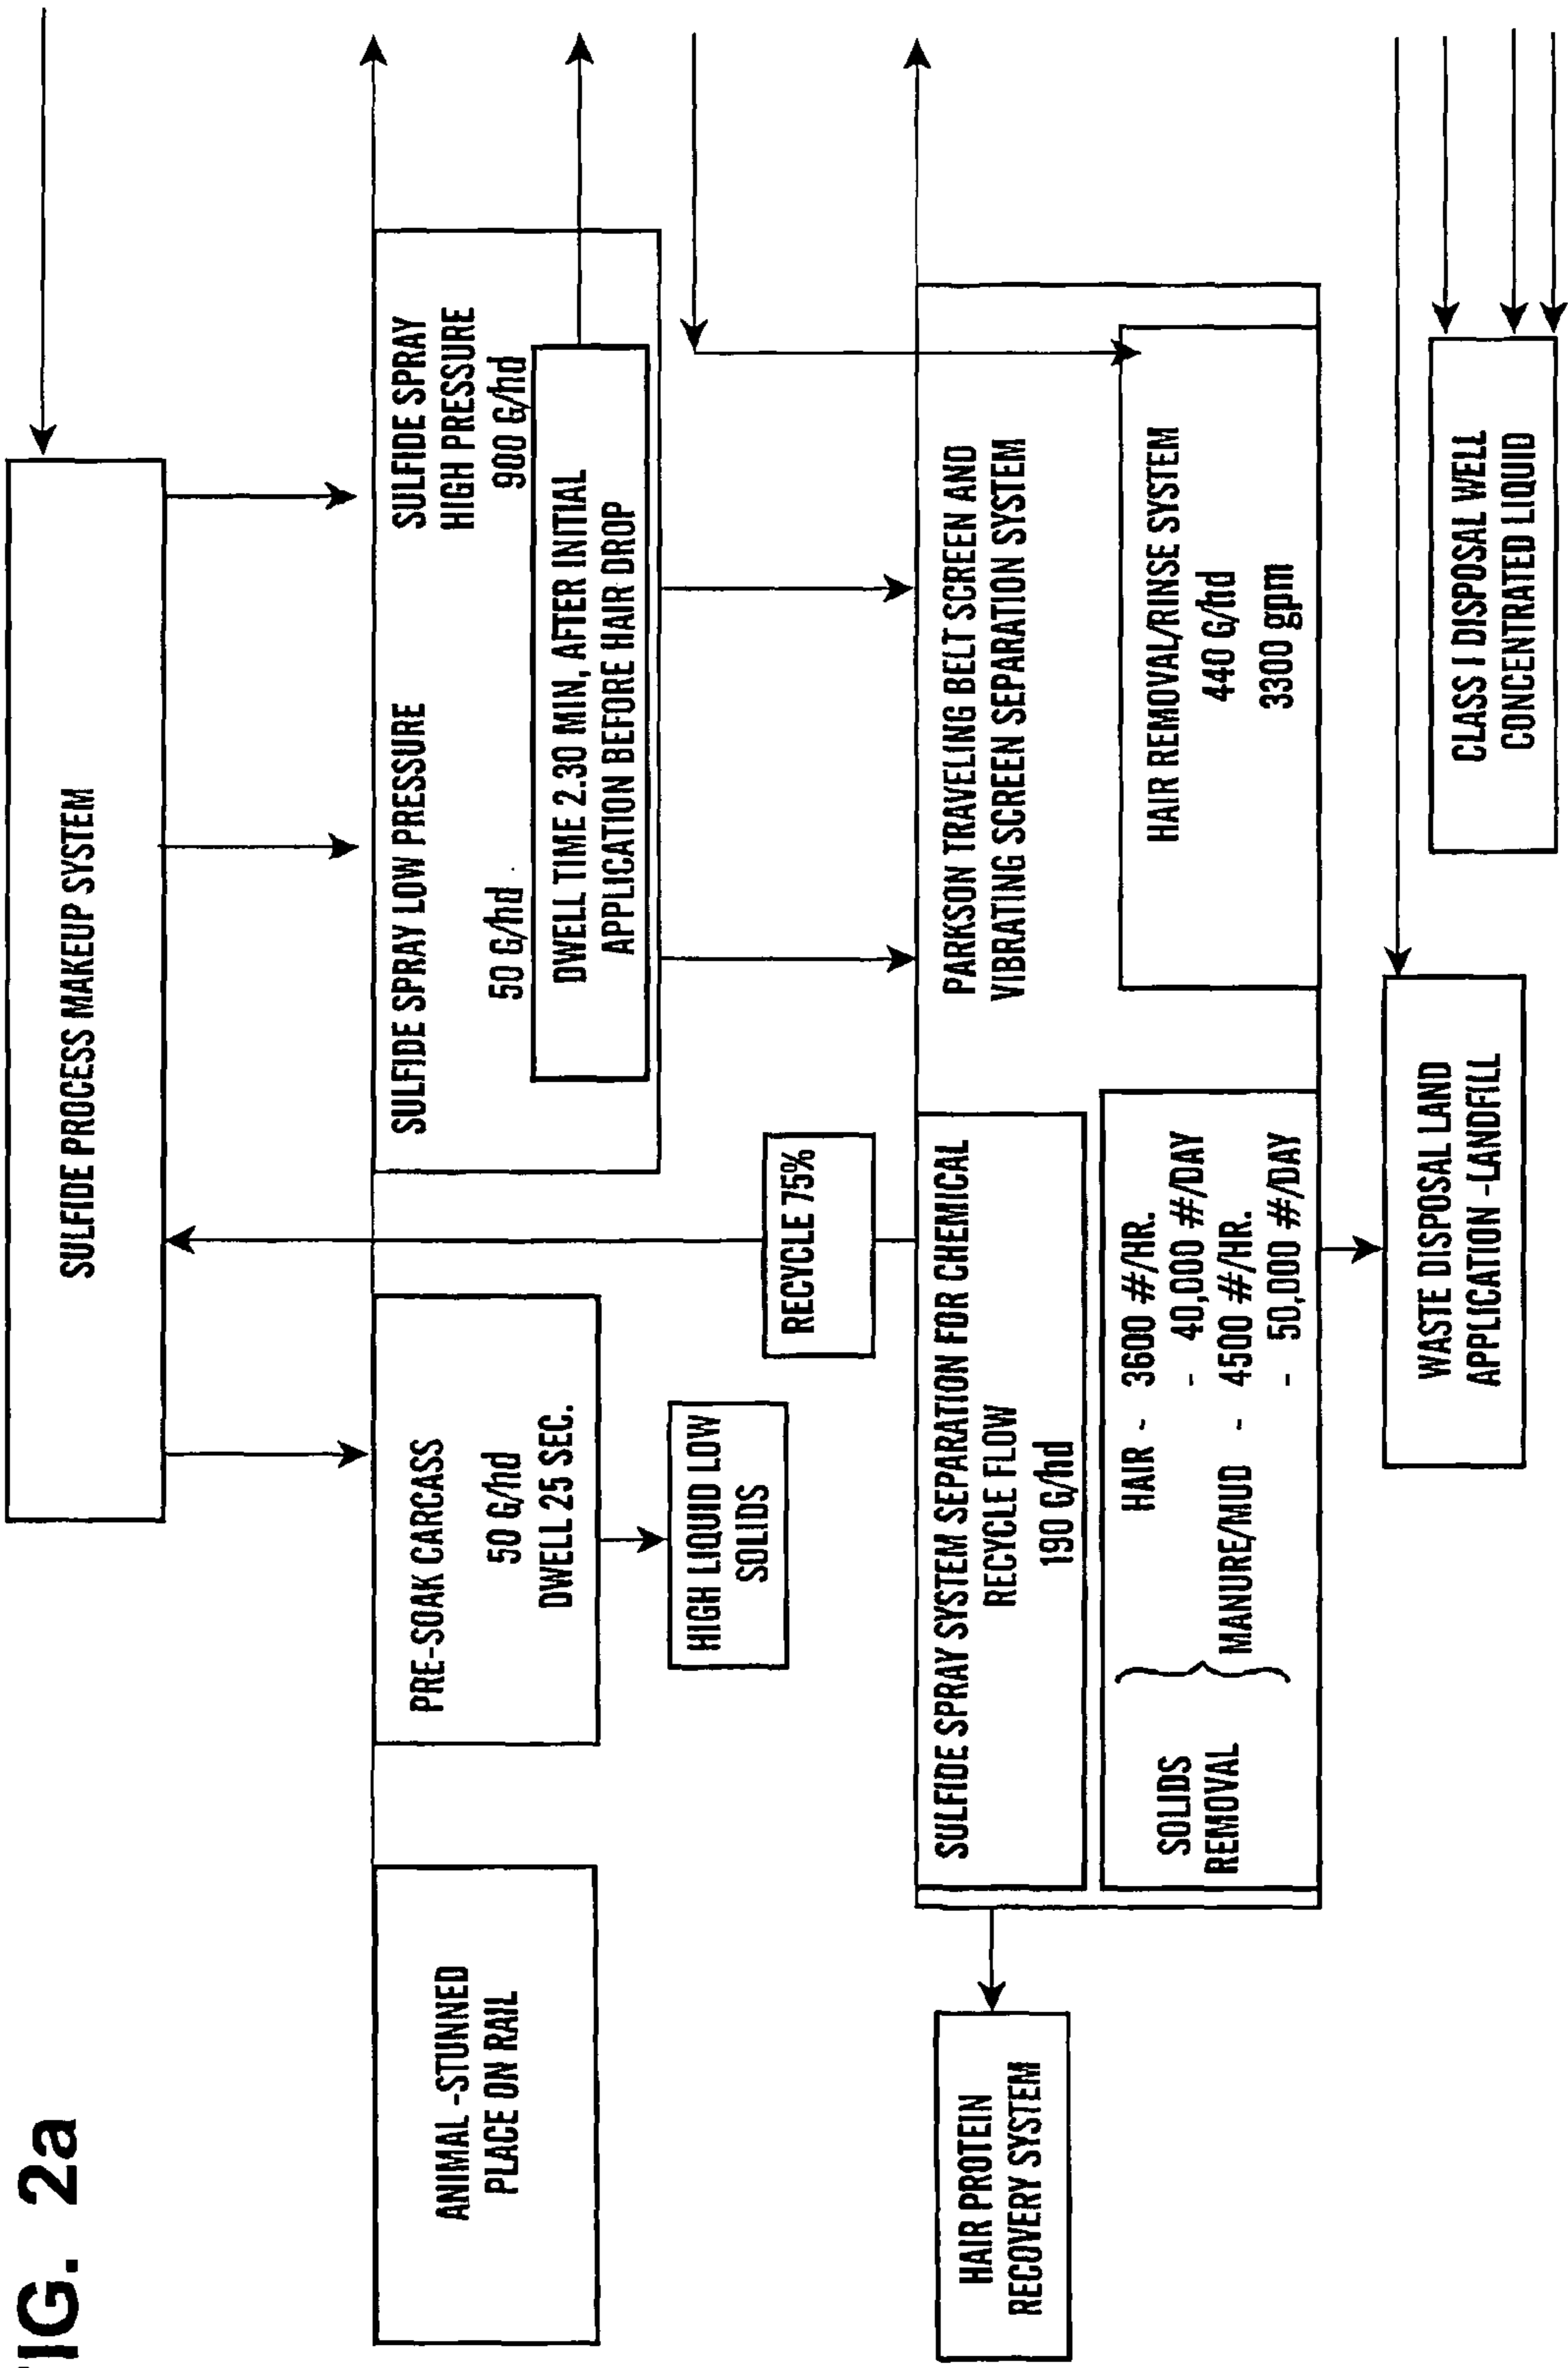 FIG. 2a
SULFIDE PROCESS MAKEUP SYSTEM
ANIMAL -STUNNED
PLACE ON RAIL
PRE-SOAK CARCASS
50 G/hd
DWELL 25 SEC.
HIGH LIQUID LOW
SOLIDS
SULFIDE SPRAY LOW PRESSURE
50 G/hd
SULFIDE SPRAY
HIGH PRESSURE
900 G/hd
DWELL TIME 2.30 MIN, AFTER INITIAL
APPLICATION BEFORE HAIR DROP
RECYCLE 75%
HAIR PROTEIN
RECOVERY SYSTEM
SULFIDE SPRAY SYSTEM SEPARATION FOR CHEMICAL
RECYCLE FLOW
190 G/hd
PARKSON TRAVELING BELT SCREEN AND
VIBRATING SCREEN SEPARATION SYSTEM
SOLIDS
REMOVAL
HAIR - 3600 #/HR.
- 40,000 #/DAY
MANURE/MUD - 4500 #/HR.
- 50,000 #/DAY
HAIR REMOVAL/RINSE SYSTEM
440 G/hd
3300 gpm
WASTE DISPOSAL LAND
APPLICATION -LANDFILL
CLASS I DISPOSAL WELL
CONCENTRATED LIQUID